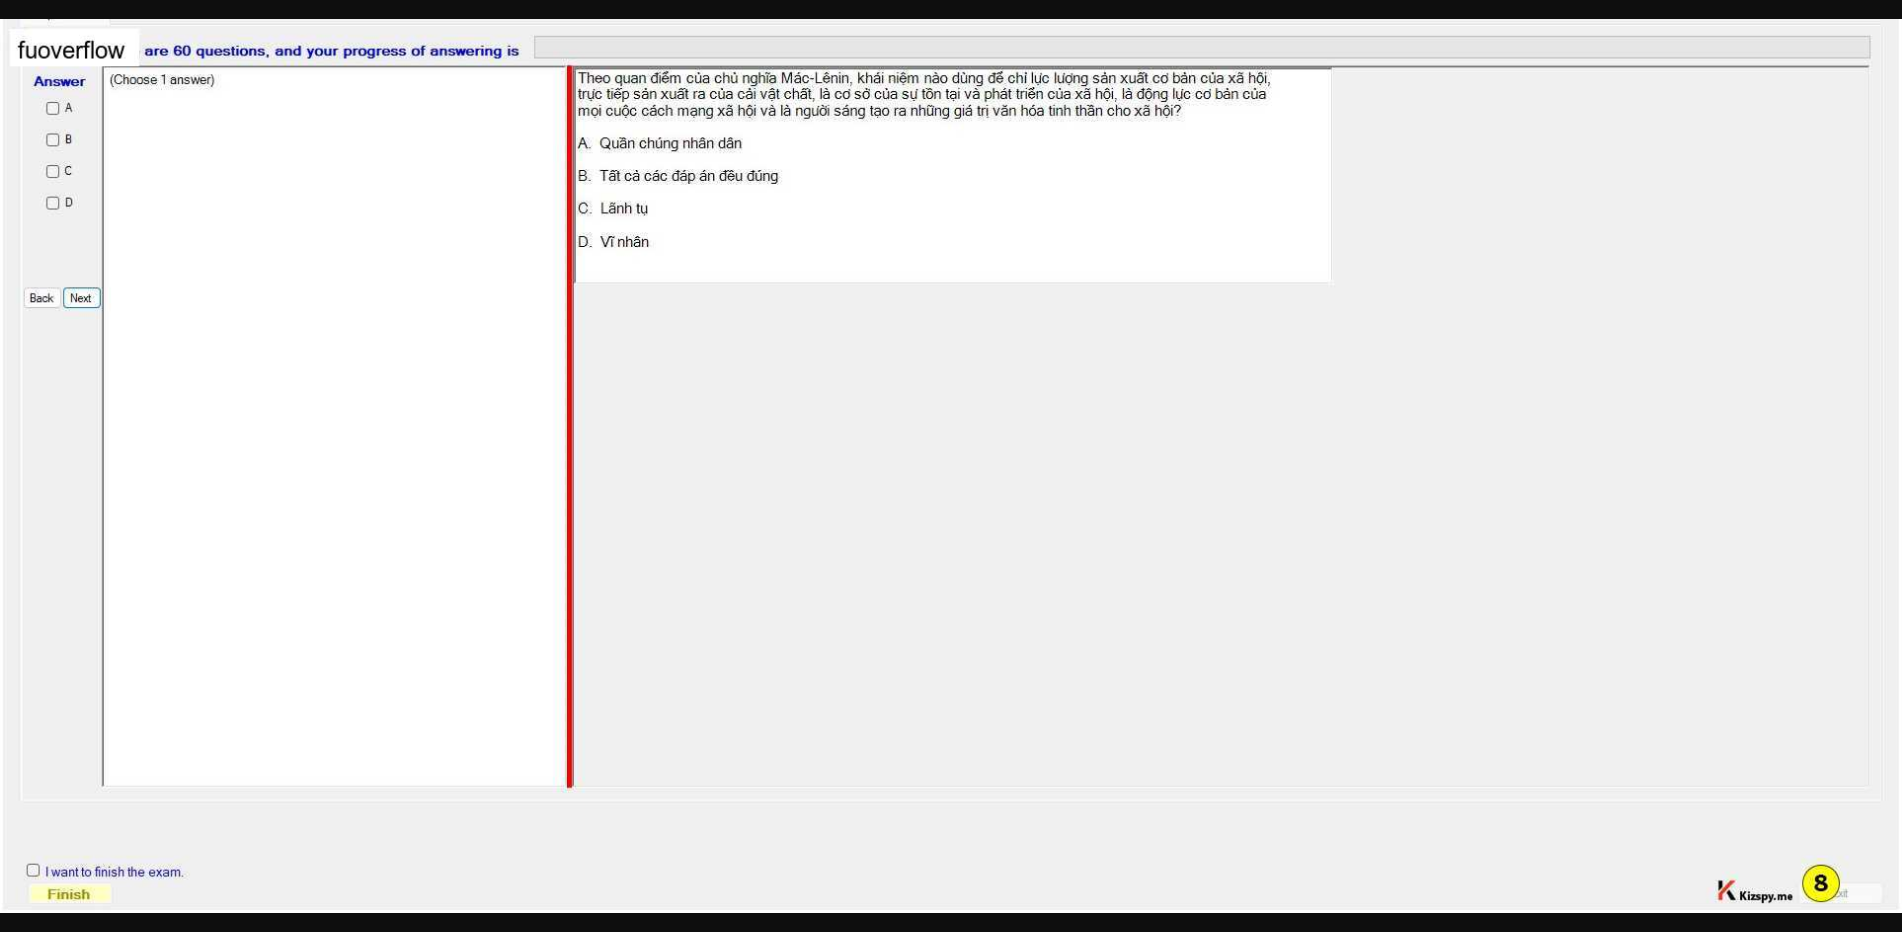 fuoverflow are 60 questions, and your progress of answering is
Answer
(Choose 1 answer)
A
B
C
D
Back Next
Theo quan điểm của chủ nghĩa Mác-Lênin, khái niệm nào dùng để chỉ lực lượng sản xuất cơ bản của xã hội,
trực tiếp sản xuất ra của cải vật chất, là cơ sở của sự tồn tại và phát triển của xã hội, là động lực cơ bản của
mọi cuộc cách mạng xã hội và là người sáng tạo ra những giá trị văn hóa tinh thần cho xã hội?
A. Quần chúng nhân dân
B. Tất cả các đáp án đều đúng
C. Lãnh tụ
D. Vĩ nhân
I want to finish the exam.
Finish
Kizspy.me
8